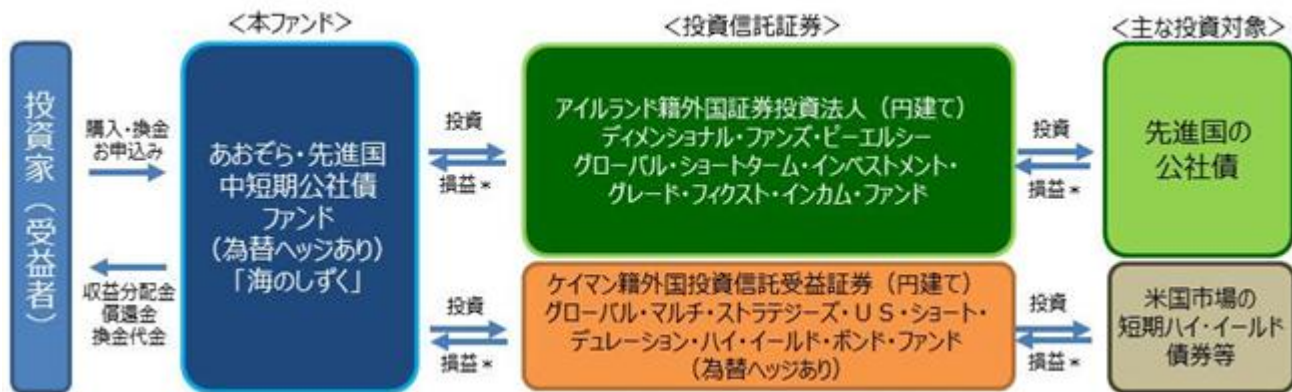 ＜本ファンド＞
＜投資信託証券＞
＜主な投資対象＞
投資家（受益者）
購入・換金
お申込み
収益分配金
償還金
換金代金
あおぞら・先進国
中短期公社債
ファンド
（為替ヘッジあり）
「海のしずく」
投資
損益＊
アイルランド籍外国証券投資法人（円建て）
ディメンショナル・ファンズ・ピーエルシー
グローバル・ショートターム・インベストメント・
グレード・フィクスト・インカム・ファンド
投資
損益＊
先進国の
公社債
投資
損益＊
ケイマン籍外国投資信託受益証券（円建て）
グローバル・マルチ・ストラテジーズ・ＵＳ・ショート・
デュレーション・ハイ・イールド・ボンド・ファンド
（為替ヘッジあり）
投資
損益＊
米国市場の
短期ハイ・イールド
債券等